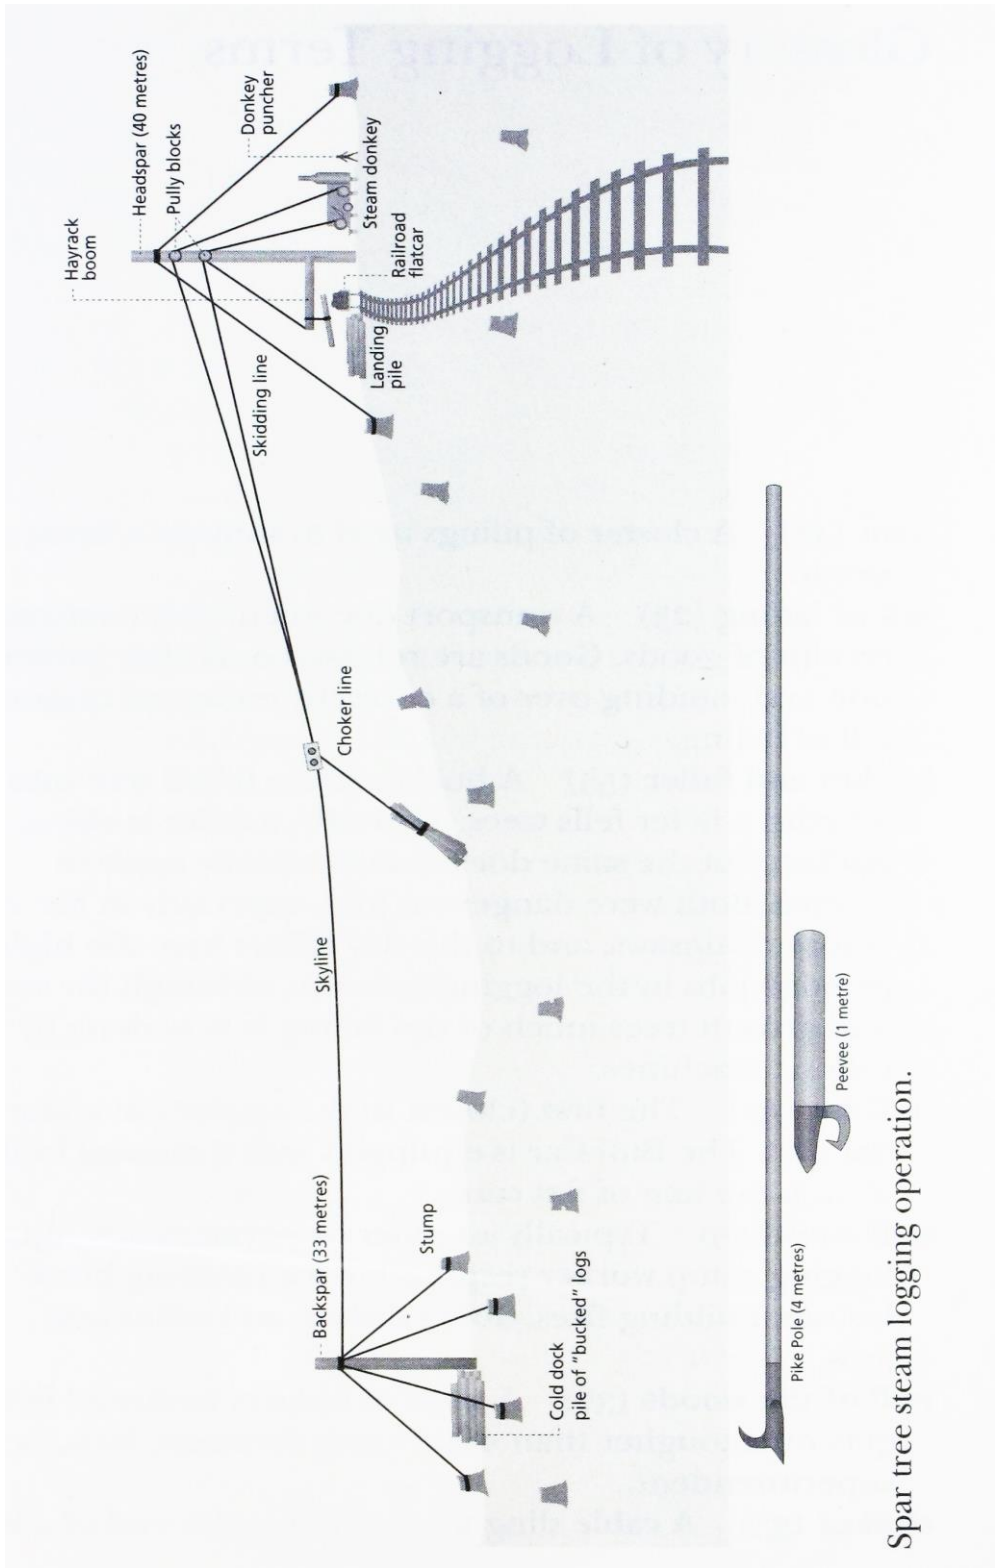 Headspar (40 metres)
Pully blocks
Hayrack
boom
Donkey
puncher
Steam donkey
Railroad
flatcar
Landing
pile
Skidding line
Choker line
Skyline
Backspar (33 metres)
Stump
Cold dock
pile of "bucked" logs
Pike Pole (4 metres)
Peevee (1 metre)
Spar tree steam logging operation.